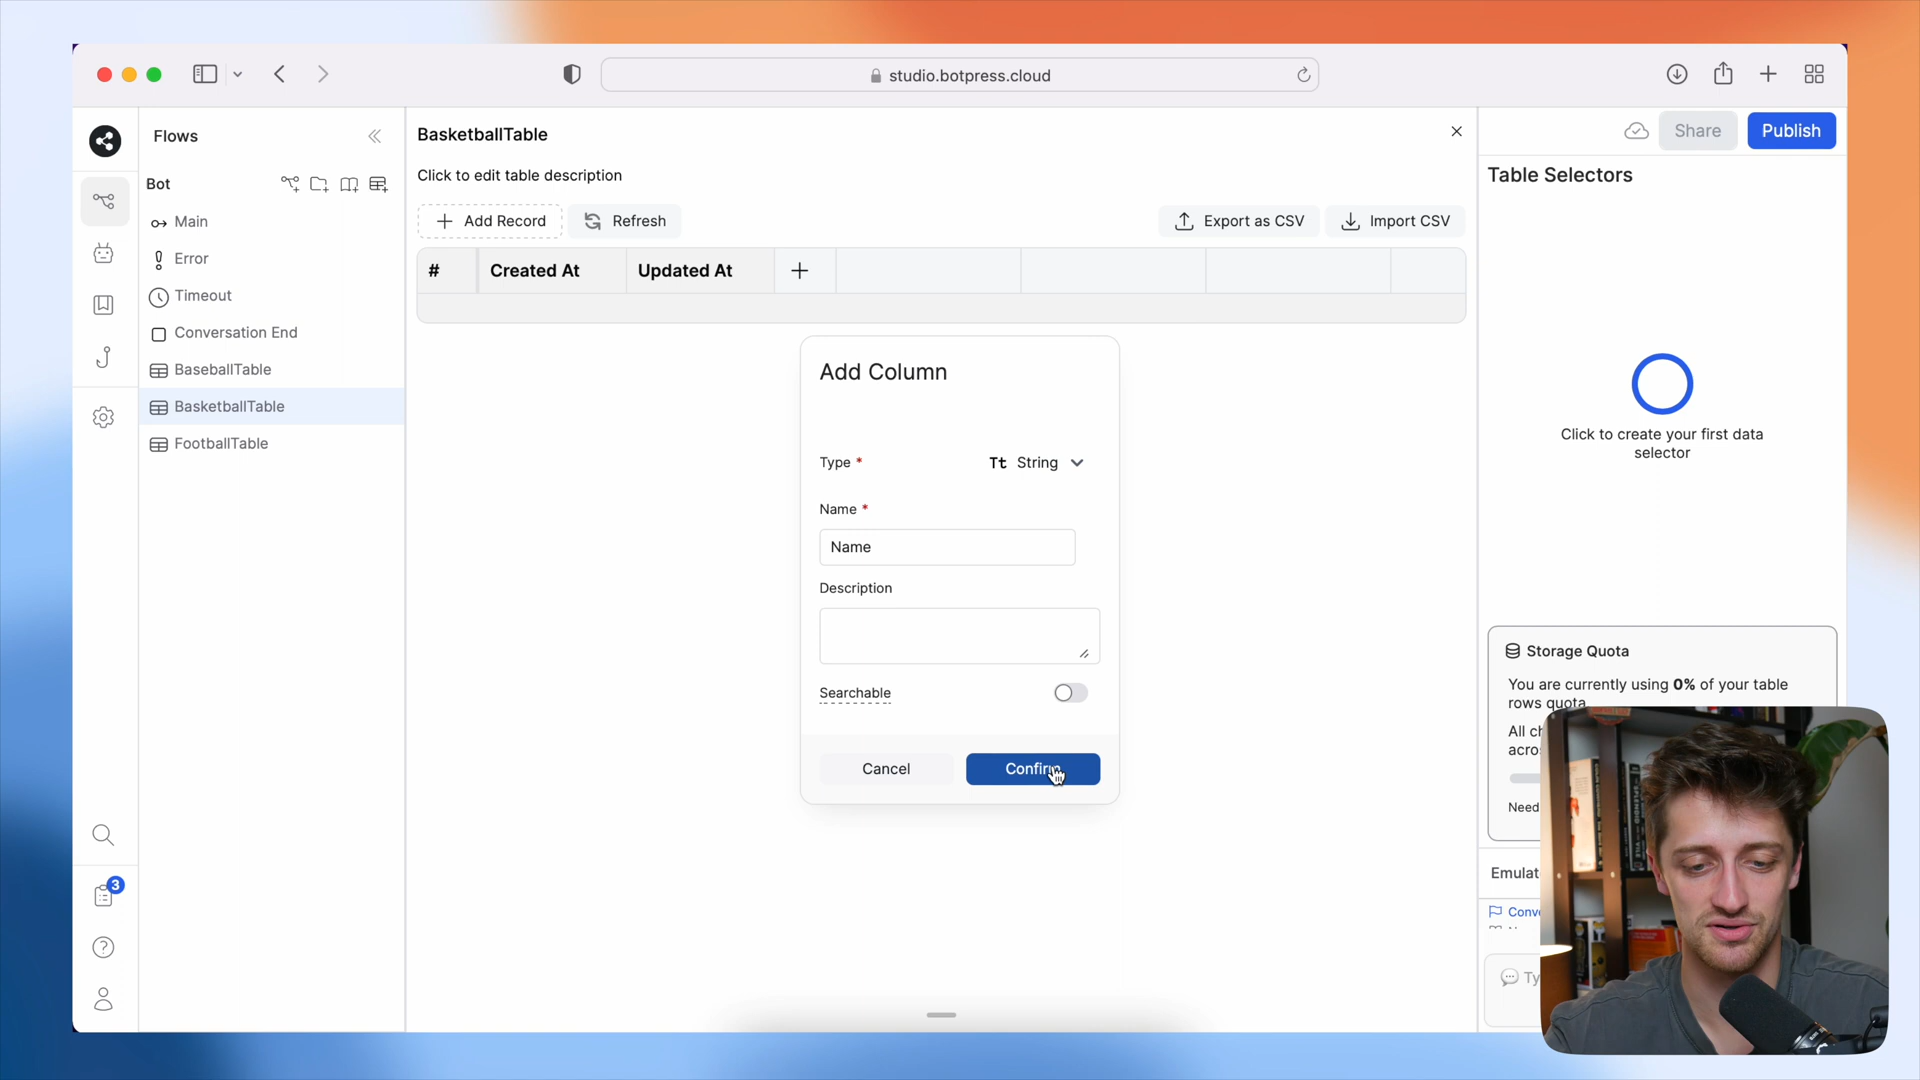 studio.botpress.cloud
Flows
Bot
Main
Error
Timeout
Conversation End
BaseballTable
BasketballTable
FootballTable
3
BasketballTable
Click to edit table description
Add Record
Refresh
Export as CSV
Import CSV
#
Created At
Updated At
Add Column
Type *
Tt String
Name *
Name
Description
Searchable
Cancel
Confirm
Share
Publish
Table Selectors
Click to create your first data
selector
Storage Quota
You are currently using 0% of your table
rows quota
All
Need